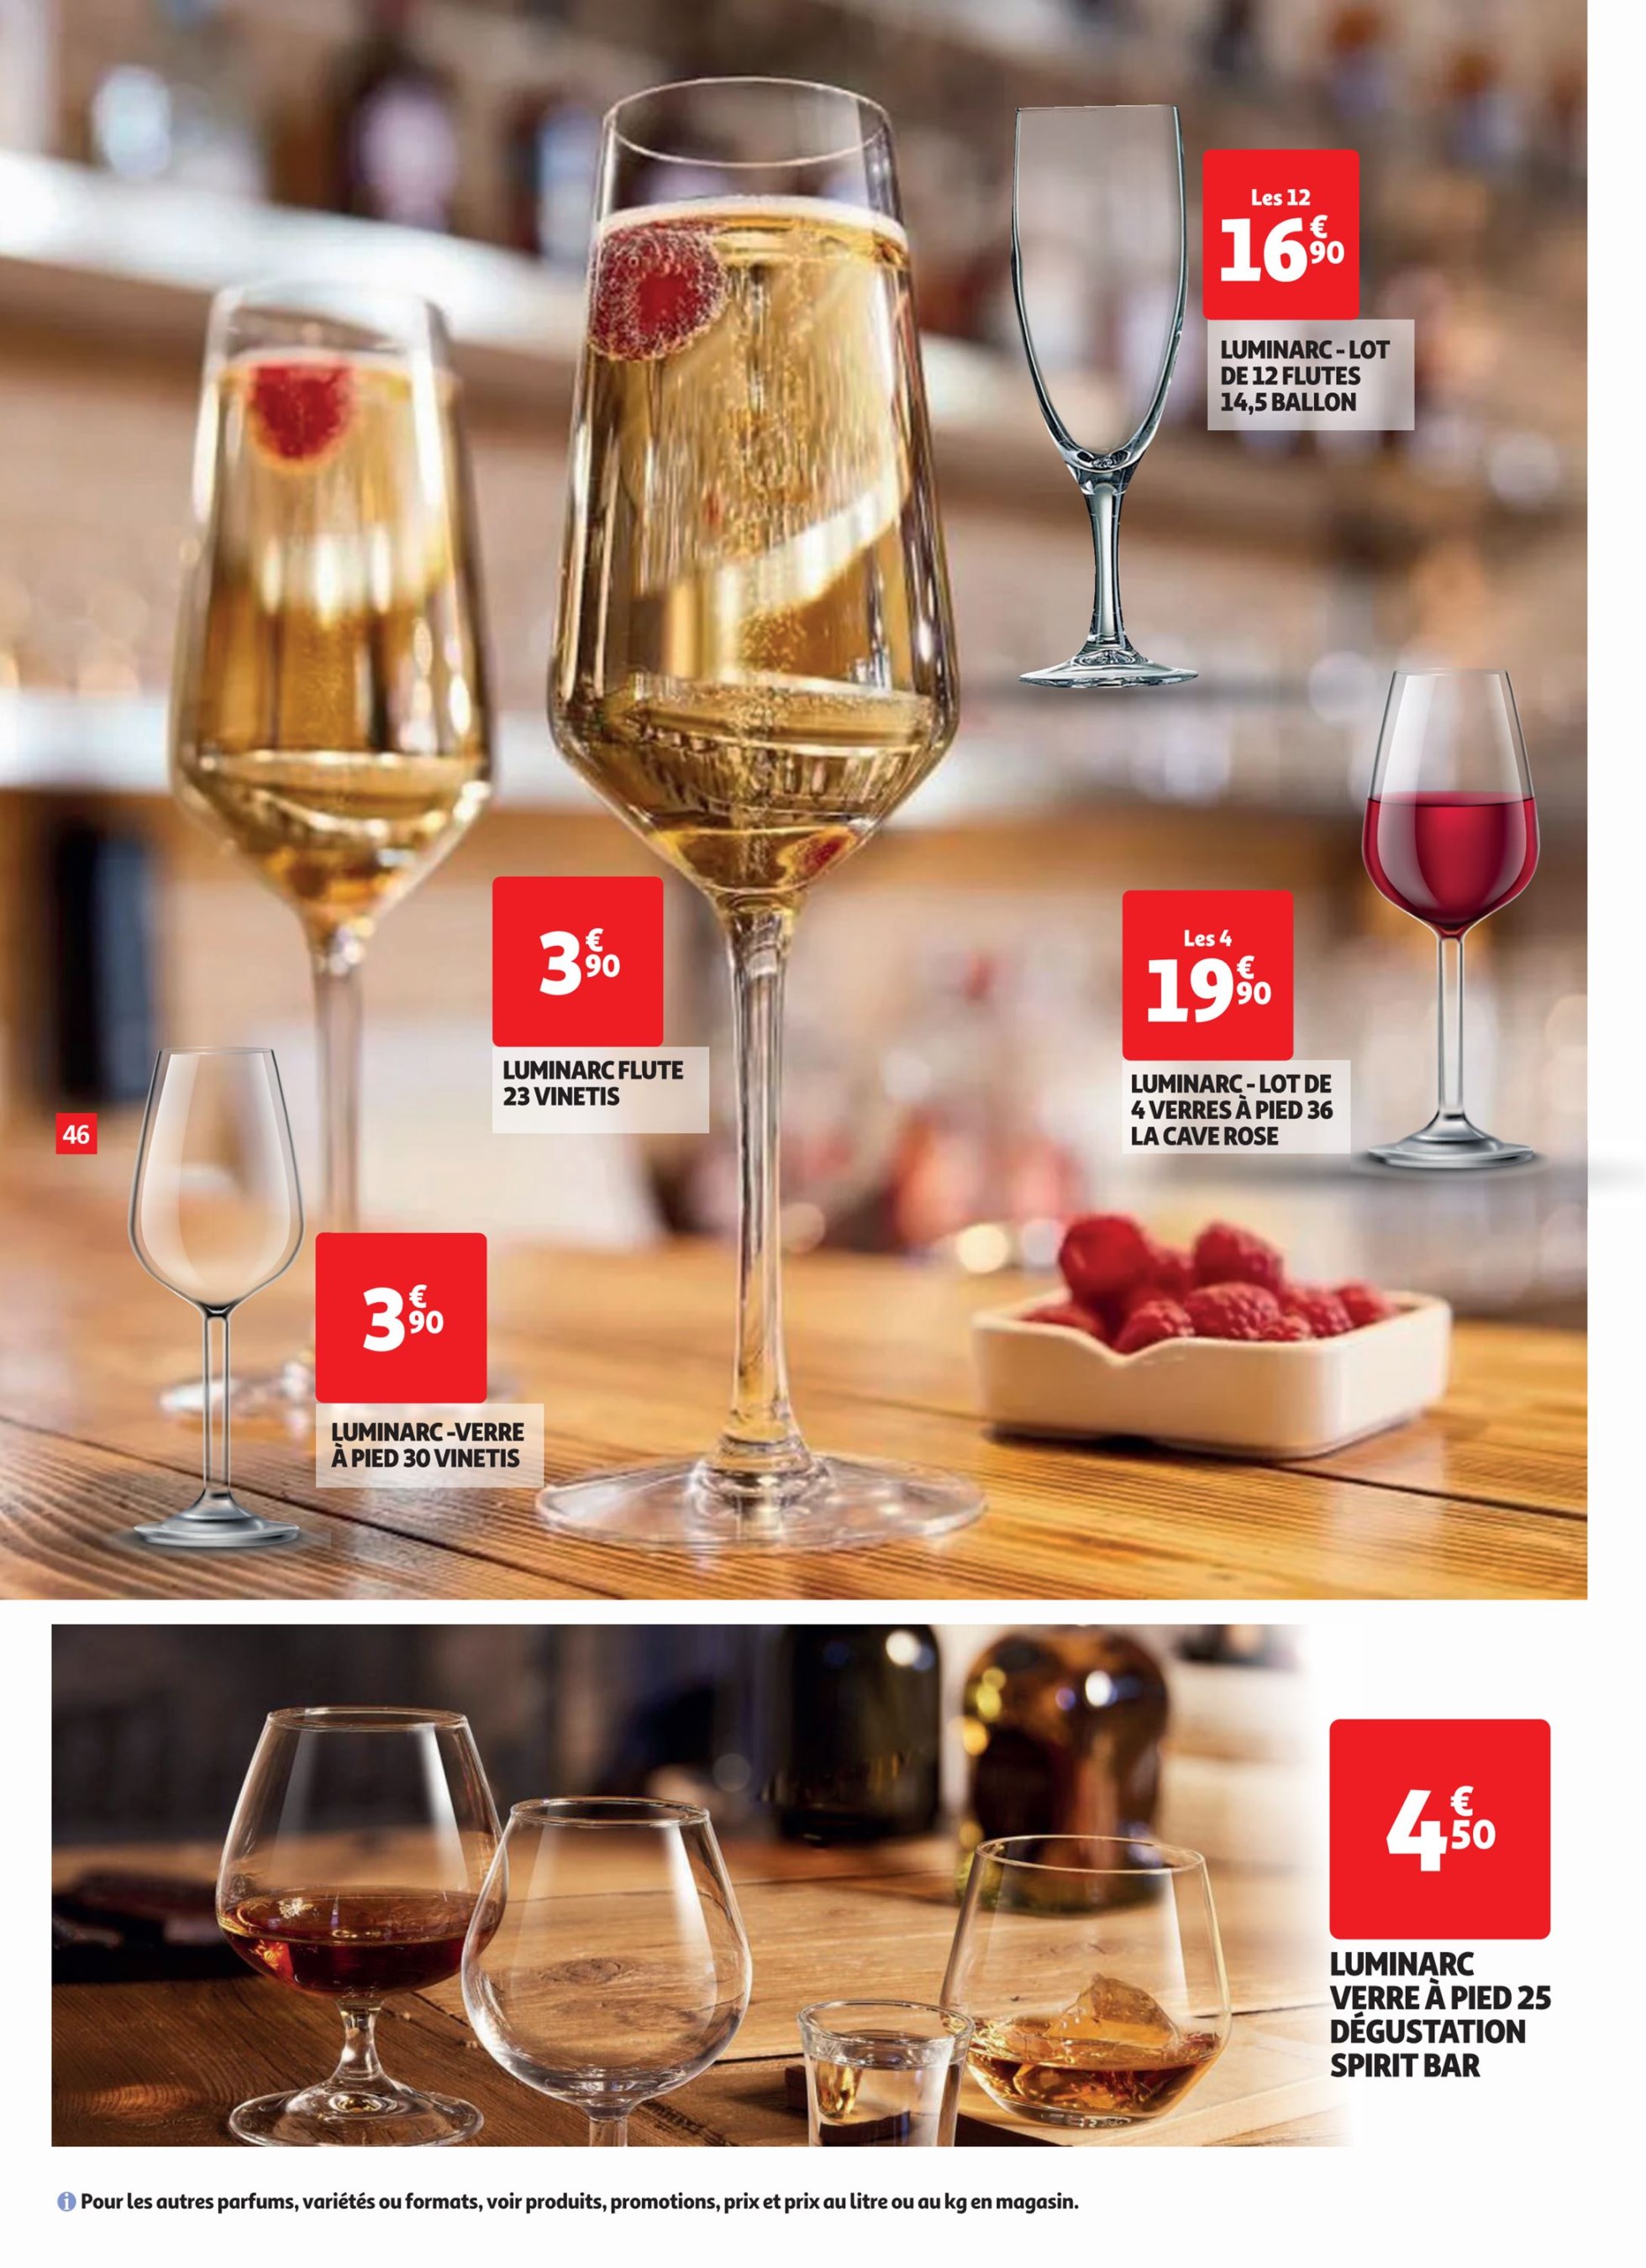 Les 12
16€90
LUMINARC - LOT
DE 12 FLUTES
14,5 BALLON
3€90
LUMINARC FLUTE
23 VINETIS
Les 4
19€90
LUMINARC - LOT DE
4 VERRES À PIED 36
LA CAVE ROSE
46
3€90
LUMINARC -VERRE
À PIED 30 VINETIS
4€50
LUMINARC
VERRE À PIED 25
DÉGUSTATION
SPIRIT BAR
i Pour les autres parfums, variétés ou formats, voir produits, promotions, prix et prix au litre ou au kg en magasin.